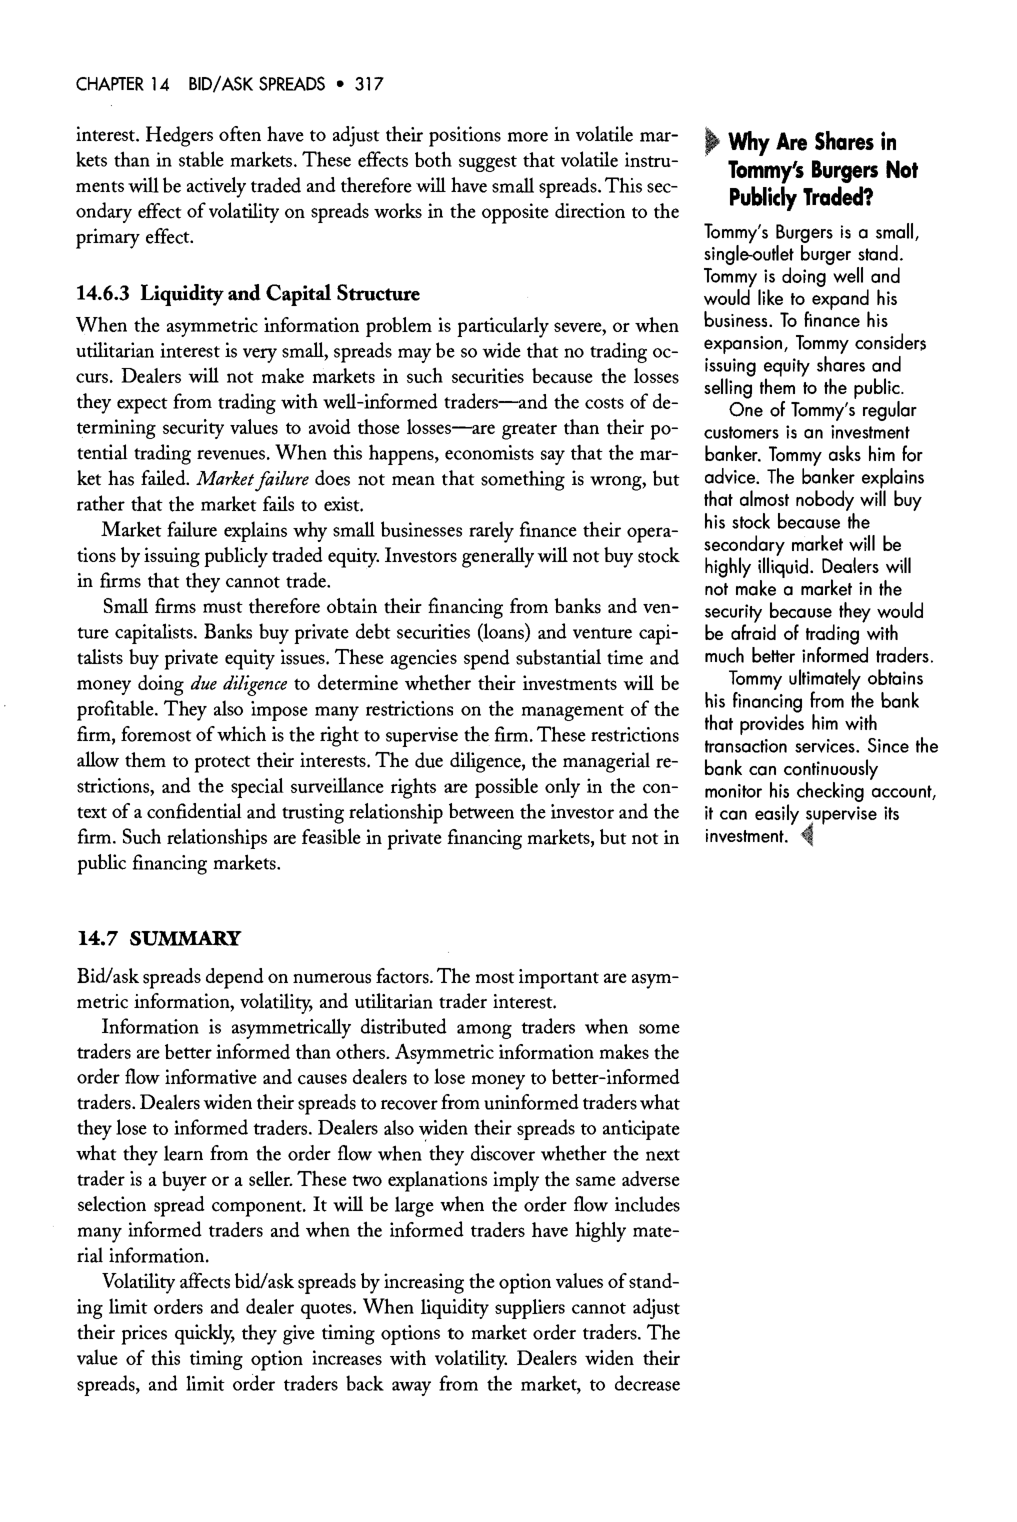 CHAPTER 14 BID/ASK SPREADS • 317
interest. Hedgers often have to adjust their positions more in volatile mar-
kets than in stable markets. These effects both suggest that volatile instru-
ments will be actively traded and therefore will have small spreads. This sec-
ondary effect of volatility on spreads works in the opposite direction to the
primary effect.
14.6.3 Liquidity and Capital Structure
When the asymmetric information problem is particularly severe, or when
utilitarian interest is very small, spreads may be so wide that no trading oc-
curs. Dealers will not make markets in such securities because the losses
they expect from trading with well-informed traders—and the costs of de-
termining security values to avoid those losses—are greater than their po-
tential trading revenues. When this happens, economists say that the mar-
ket has failed. Market failure does not mean that something is wrong, but
rather that the market fails to exist.
Market failure explains why small businesses rarely finance their opera-
tions by issuing publicly traded equity. Investors generally will not buy stock
in firms that they cannot trade.
Small firms must therefore obtain their financing from banks and ven-
ture capitalists. Banks buy private debt securities (loans) and venture capi-
talists buy private equity issues. These agencies spend substantial time and
money doing due diligence to determine whether their investments will be
profitable. They also impose many restrictions on the management of the
firm, foremost of which is the right to supervise the firm. These restrictions
allow them to protect their interests. The due diligence, the managerial re-
strictions, and the special surveillance rights are possible only in the con-
text of a confidential and trusting relationship between the investor and the
firm. Such relationships are feasible in private financing markets, but not in
public financing markets.
14.7 SUMMARY
Bid/ask spreads depend on numerous factors. The most important are asym-
metric information, volatility, and utilitarian trader interest.
Information is asymmetrically distributed among traders when some
traders are better informed than others. Asymmetric information makes the
order flow informative and causes dealers to lose money to better-informed
traders. Dealers widen their spreads to recover from uninformed traders what
they lose to informed traders. Dealers also widen their spreads to anticipate
what they learn from the order flow when they discover whether the next
trader is a buyer or a seller. These two explanations imply the same adverse
selection spread component. It will be large when the order flow includes
many informed traders and when the informed traders have highly mate-
rial information.
Volatility affects bid/ask spreads by increasing the option values of stand-
ing limit orders and dealer quotes. When liquidity suppliers cannot adjust
their prices quickly, they give timing options to market order traders. The
value of this timing option increases with volatility. Dealers widen their
spreads, and limit order traders back away from the market, to decrease
Why Are Shares in
Tommy's Burgers Not
Publicly Traded?
Tommy's Burgers is a small,
single-outlet burger stand.
Tommy is doing well and
would like to expand his
business. To finance his
expansion, Tommy considers
issuing equity shares and
selling them to the public.
One of Tommy's regular
customers is an investment
banker. Tommy asks him for
advice. The banker explains
that almost nobody will buy
his stock because the
secondary market will be
highly illiquid. Dealers will
not make a market in the
security because they would
be afraid of trading with
much better informed traders.
Tommy ultimately obtains
his financing from the bank
that provides him with
transaction services. Since the
bank can continuously
monitor his checking account,
it can easily supervise its
investment.